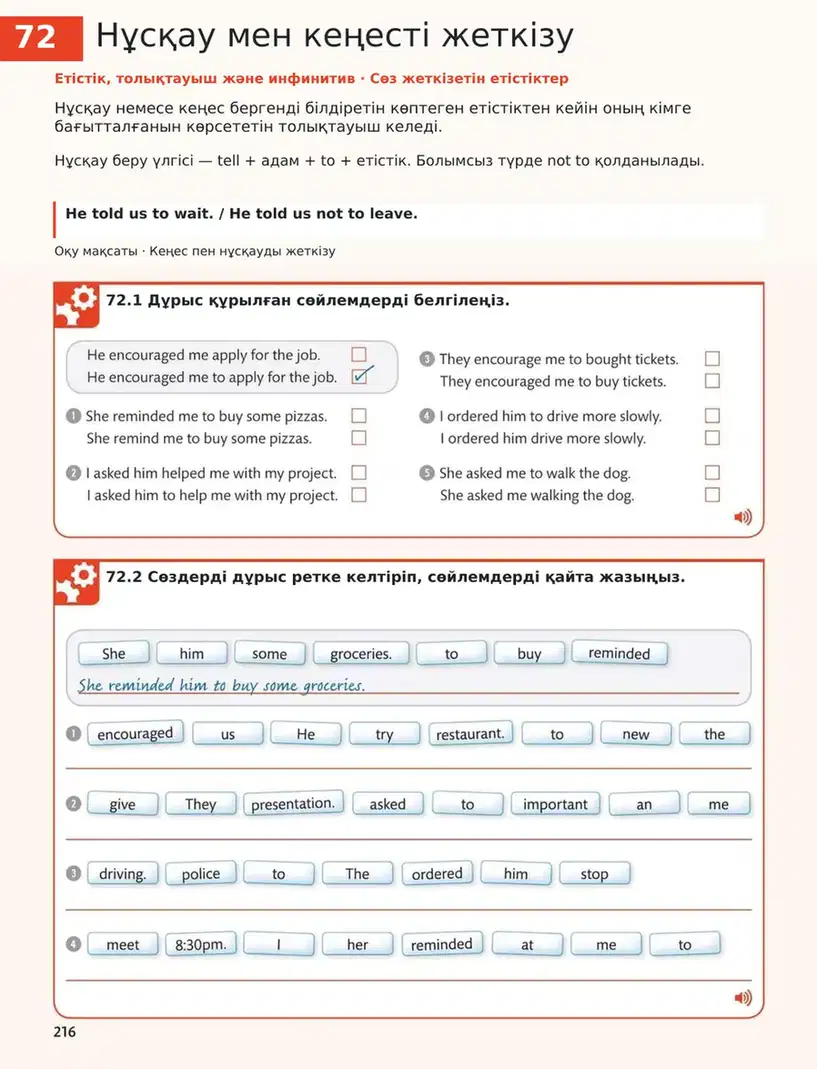 72 Нұсқау мен кеңесті жеткізу
Етістік, толықтауыш және инфинитив · Сөз жеткізетін етістіктер
Нұсқау немесе кеңес бергенді білдіретін көптеген етістіктен кейін оның кімге
бағытталғанын көрсететін толықтауыш келеді.
Нұсқау беру үлгісі — tell + адам + to + етістік. Болымсыз түрде not to қолданылады.
He told us to wait. / He told us not to leave.
Оқу мақсаты · Кеңес пен нұсқауды жеткізу
72.1 Дұрыс құрылған сөйлемдерді белгілеңіз.
He encouraged me apply for the job.
He encouraged me to apply for the job.
1 She reminded me to buy some pizzas.
She remind me to buy some pizzas.
2 I asked him helped me with my project.
I asked him to help me with my project.
3 They encourage me to bought tickets.
They encouraged me to buy tickets.
4 I ordered him to drive more slowly.
I ordered him drive more slowly.
5 She asked me to walk the dog.
She asked me walking the dog.
72.2 Сөздерді дұрыс ретке келтіріп, сөйлемдерді қайта жазыңыз.
She him some groceries. to buy reminded
She reminded him to buy some groceries.
1 encouraged us He try restaurant. to new the
2 give They presentation. asked to important an me
3 driving. police to The ordered him stop
4 meet 8:30pm. I her reminded at me to
216